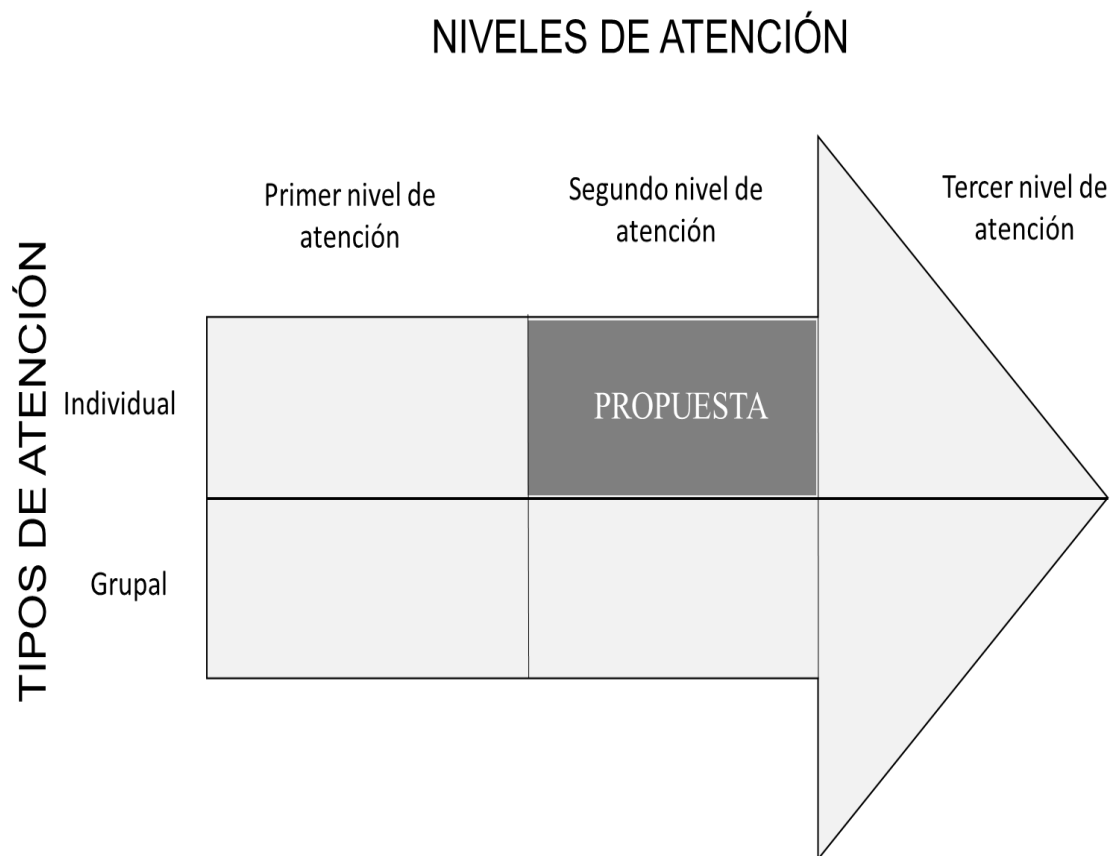 NIVELES DE ATENCIÓN
Primer nivel de
atención
Segundo nivel de
atención
Tercer nivel de
atención
TIPOS DE ATENCIÓN
Individual
PROPUESTA
Grupal